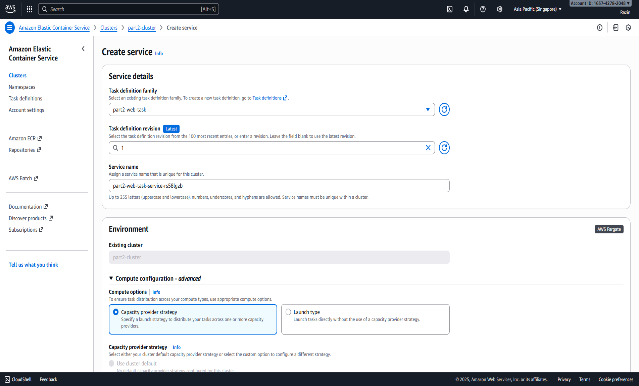 aws
Search
[Alt+S]
Asia Pacific (Singapore)
Amazon Elastic Container Service
Clusters
part2-cluster
Create service
Amazon Elastic
Container Service
Clusters
Namespaces
Task definitions
Account settings
Amazon ECR
Repositories
AWS Batch
Documentation
Discover products
Subscriptions
Tell us what you think
Create service Info
Service details
Task definition family
Select an existing task definition family. To create a new task definition, go to Task definitions.
part2-web-task
Task definition revision Latest
Select the task definition revision from the 100 most recent entries, or enter a revision. Leave the field blank to use the latest revision.
1
Service name
Assign a service name that is unique for this cluster.
Up to 255 letters (uppercase and lowercase), numbers, underscores, and hyphens are allowed. Service names must be unique within a cluster.
Environment
AWS Fargate
Existing cluster
part2-cluster
Compute configuration - advanced
Compute options Info
To ensure task distribution across your compute types, use appropriate compute options.
Capacity provider strategy
Specify a launch strategy to distribute your tasks across one or more capacity
providers.
Launch type
Launch tasks directly without the use of a capacity provider strategy.
Capacity provider strategy Info
Select either your cluster default capacity provider strategy or select the custom option to configure a different strategy.
Use cluster default
CloudShell
Feedback
© 2025, Amazon Web Services, Inc. or its affiliates.
Privacy
Terms
Cookie preferences